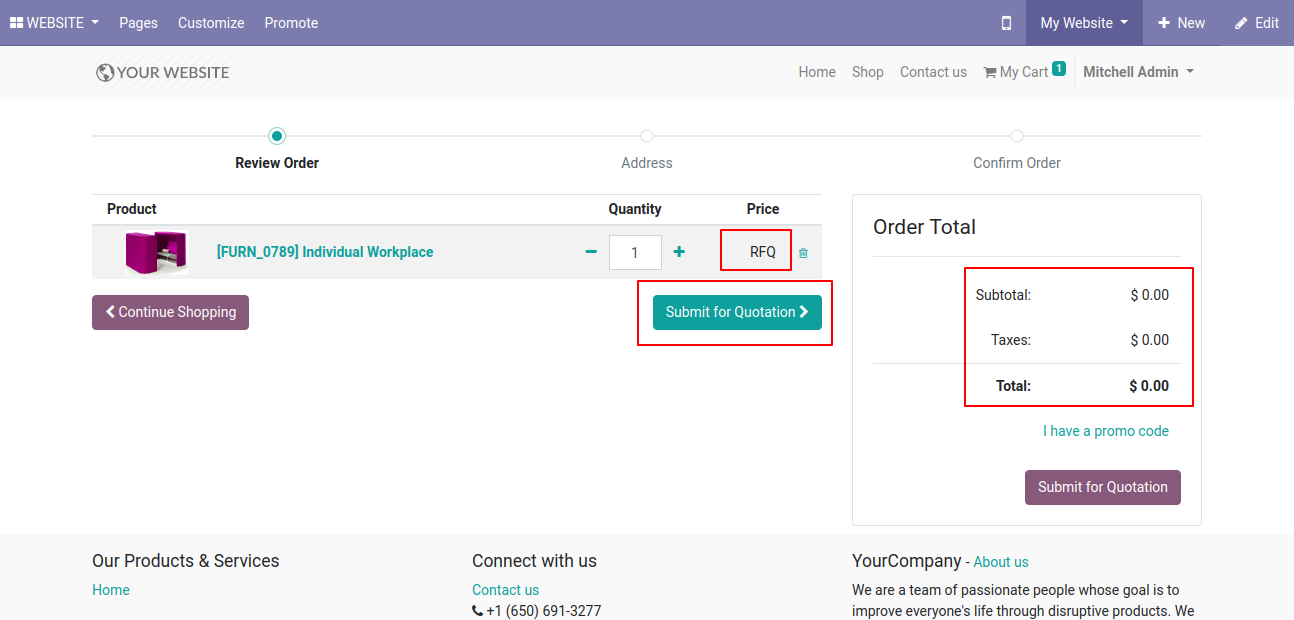 WEBSITE Pages Customize Promote My Website New Edit
YOUR WEBSITE Home Shop Contact us My Cart 1 Mitchell Admin
Review Order Address Confirm Order
Product Quantity Price
[FURN_0789] Individual Workplace 1 RFQ
Continue Shopping Submit for Quotation
Order Total
Subtotal: $ 0.00
Taxes: $ 0.00
Total: $ 0.00
I have a promo code
Submit for Quotation
Our Products & Services
Home
Connect with us
Contact us
+1 (650) 691-3277
YourCompany - About us
We are a team of passionate people whose goal is to
improve everyone's life through disruptive products. We